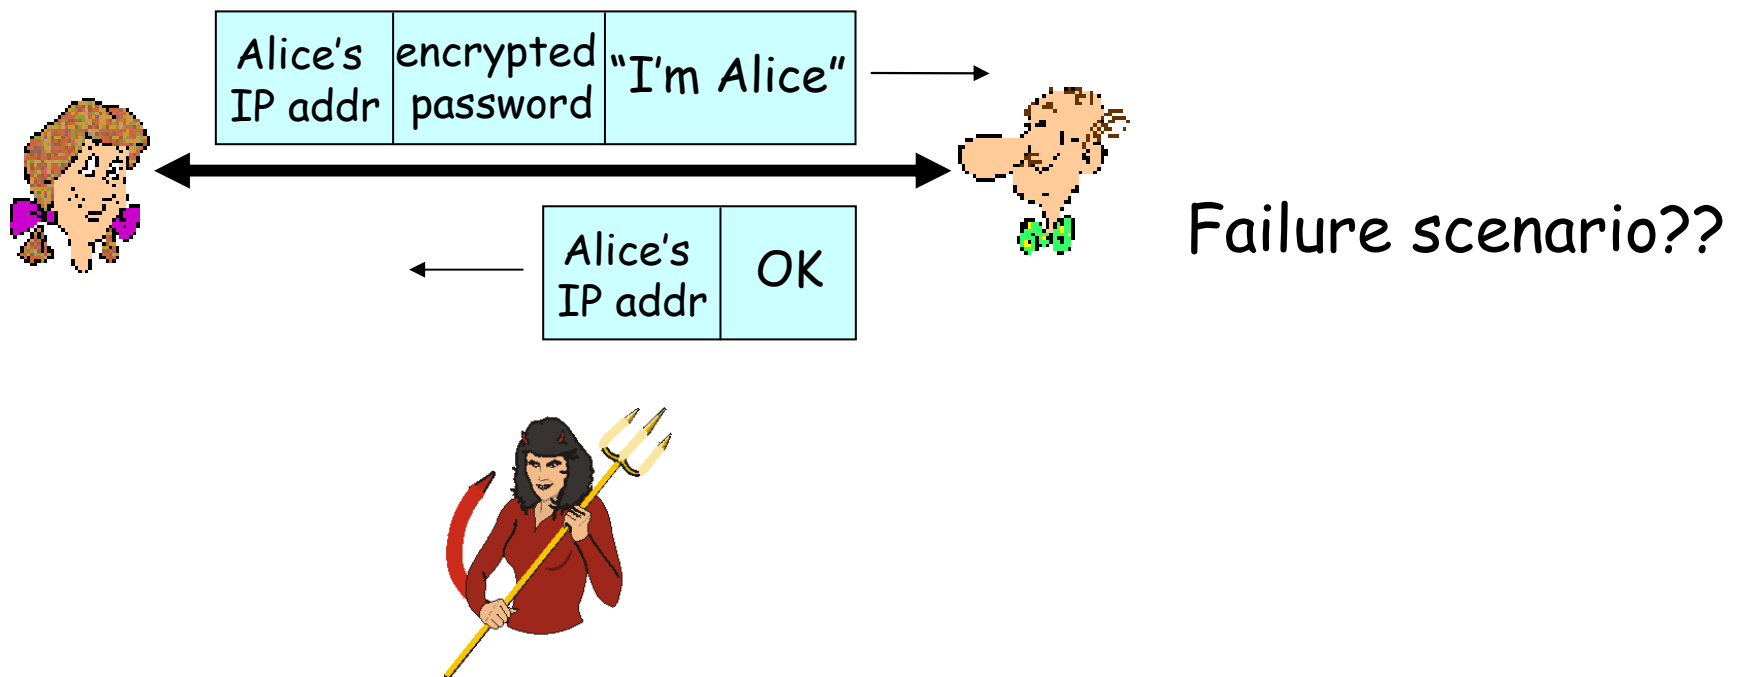 Alice’s
IP addr
encrypted
password
“I’m Alice”
Alice’s
IP addr
OK
Failure scenario??